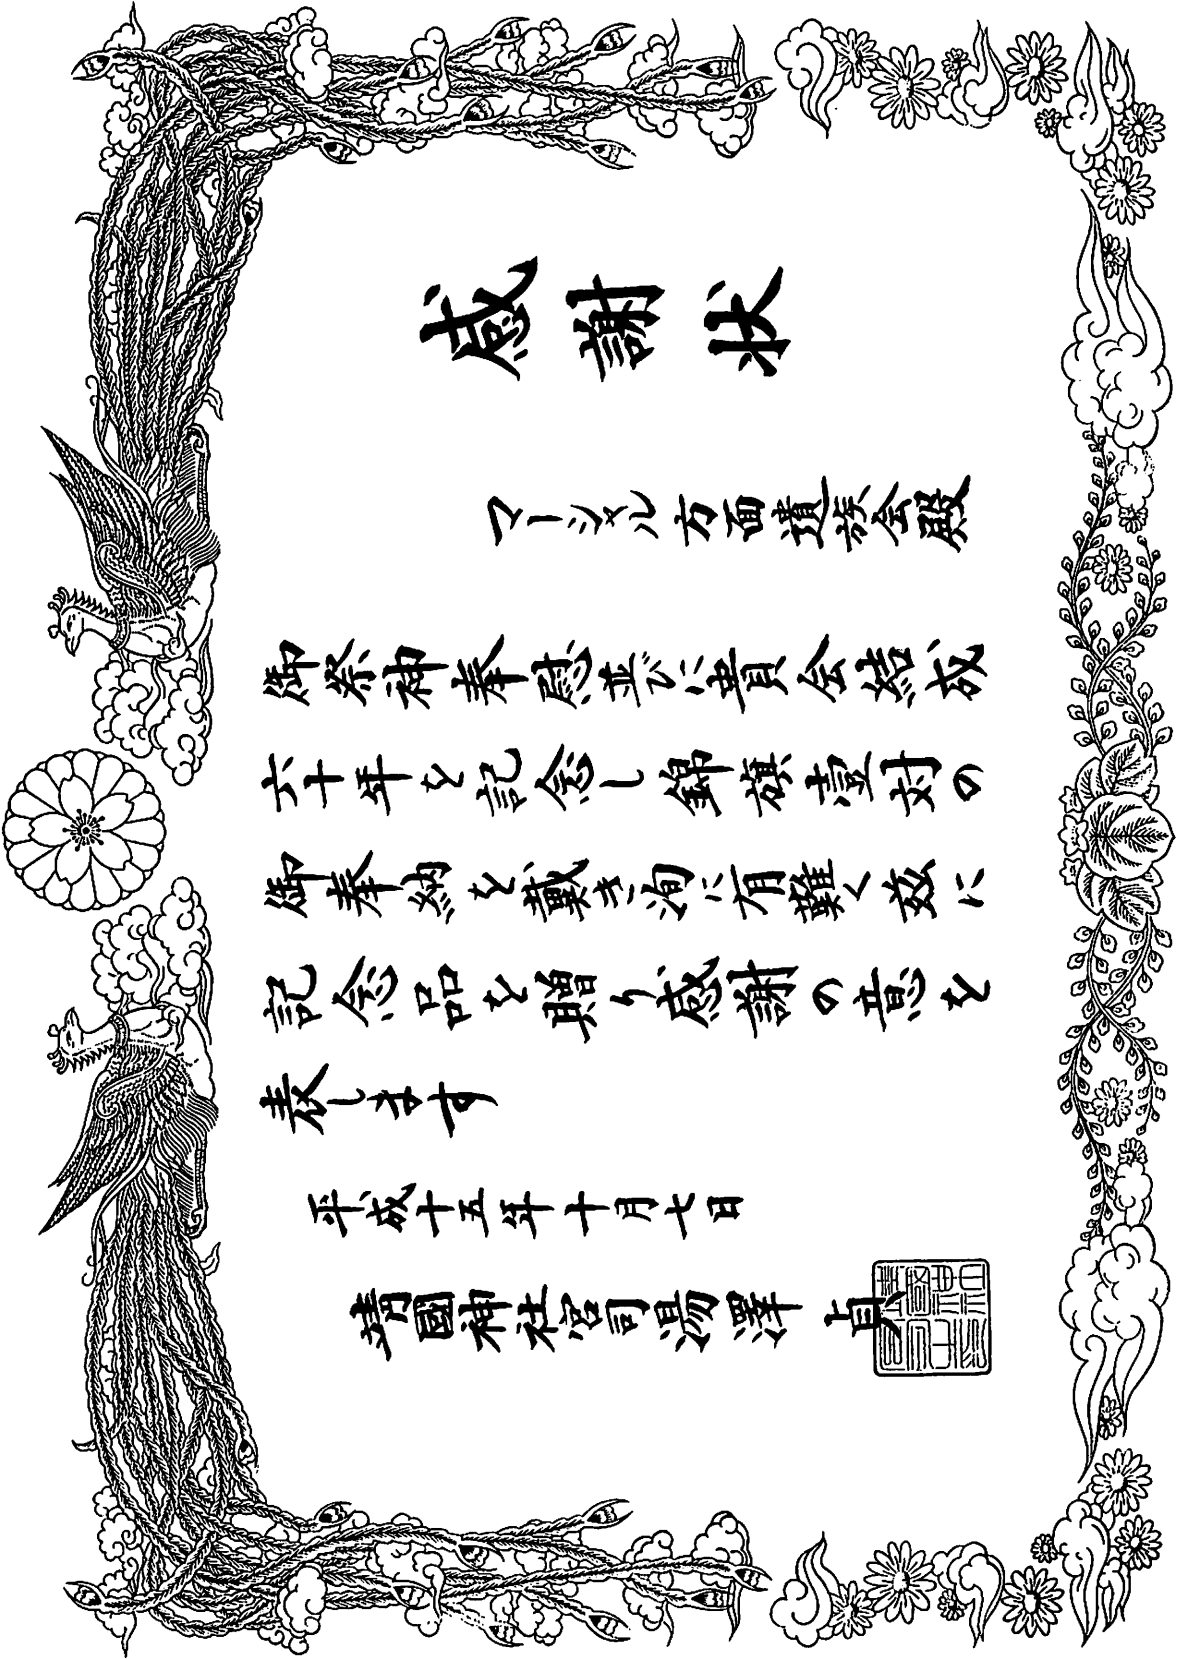 感謝状
マーシャル方面遺族会殿
御祭神奉慰並びに貴会結成
六十年を記念し錦旗壹対の
御奉納を戴き洵に有難く茲に
記念品を贈り感謝の意を
表します
平成十五年十月七日
靖國神社宮司湯澤　貞